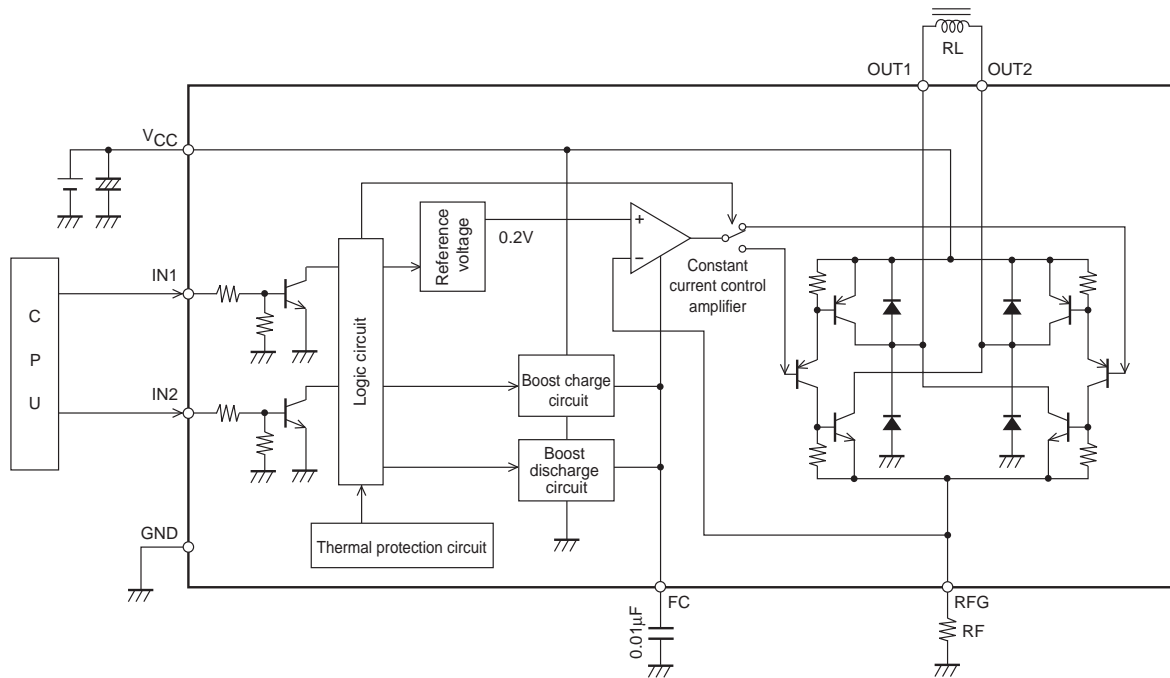 RL
OUT1
OUT2
VCC
Reference
voltage
0.2V
+
−
Constant
current control
amplifier
IN1
C
P
U
Logic circuit
IN2
Boost charge
circuit
Boost
discharge
circuit
GND
Thermal protection circuit
FC
RFG
0.01μF
RF